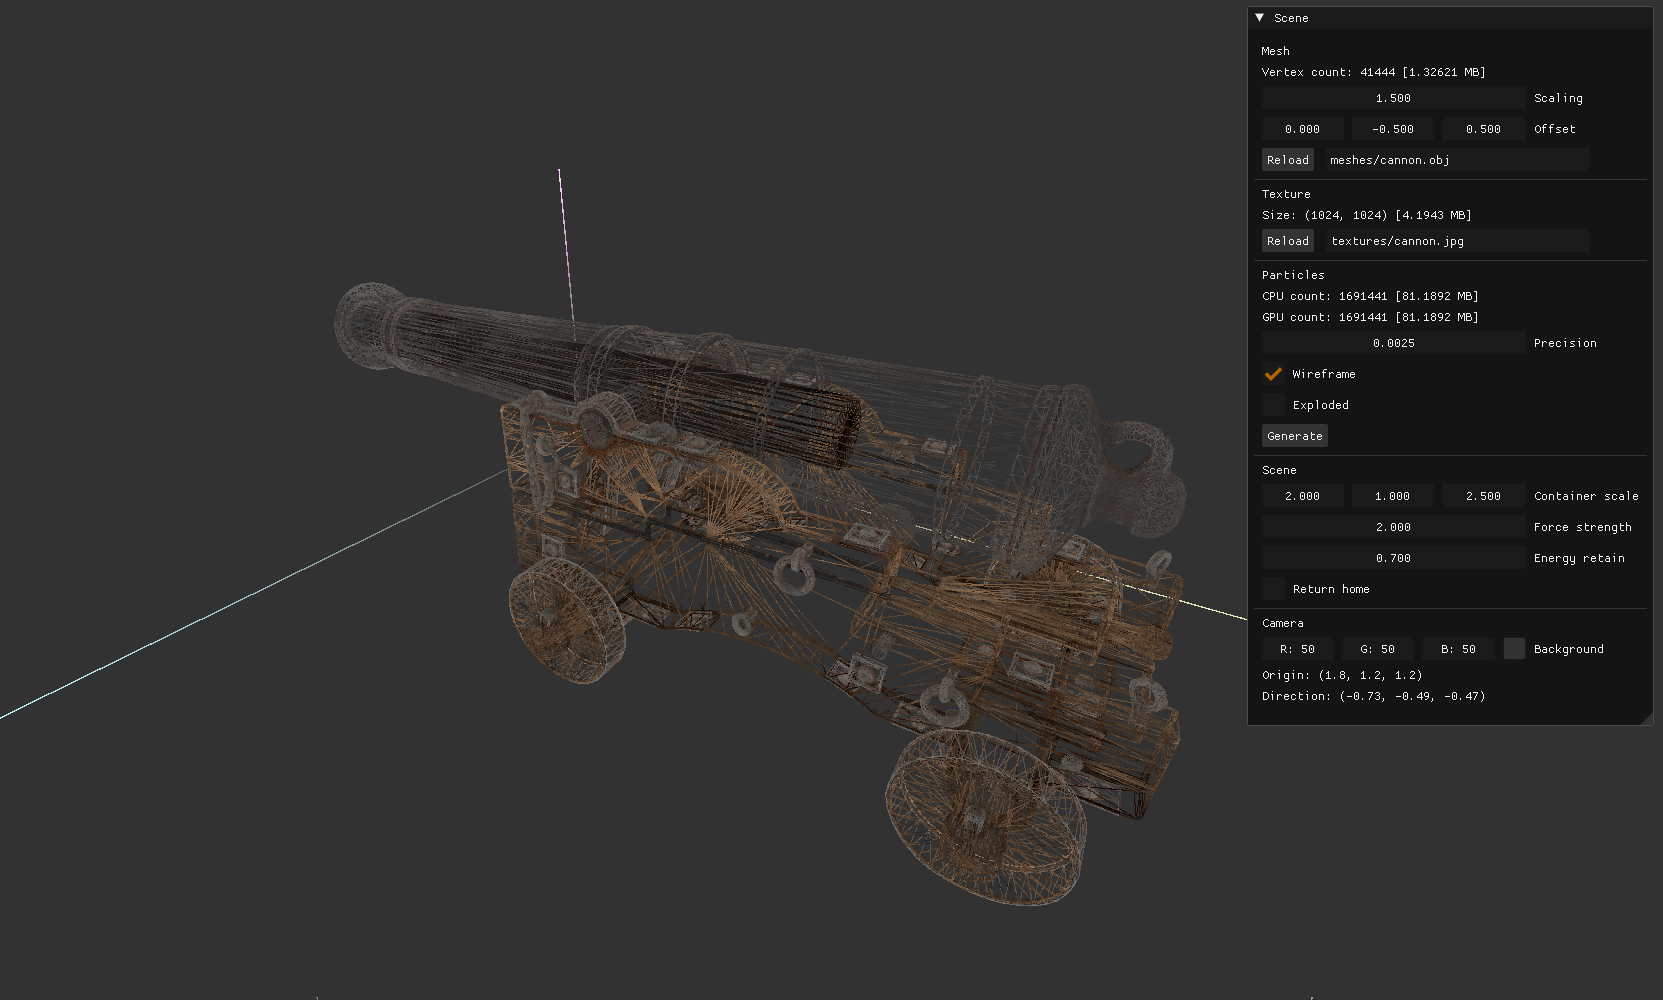 Scene
Mesh
Vertex count: 41444 [1.32621 MB]
1.500 Scaling
0.000 -0.500 0.500 Offset
Reload meshes/cannon.obj
Texture
Size: (1024, 1024) [4.1943 MB]
Reload textures/cannon.jpg
Particles
CPU count: 1691441 [81.1892 MB]
GPU count: 1691441 [81.1892 MB]
0.0025 Precision
Wireframe
Exploded
Generate
Scene
2.000 1.000 2.500 Container scale
2.000 Force strength
0.700 Energy retain
Return home
Camera
R: 50 G: 50 B: 50 Background
Origin: (1.8, 1.2, 1.2)
Direction: (-0.73, -0.49, -0.47)